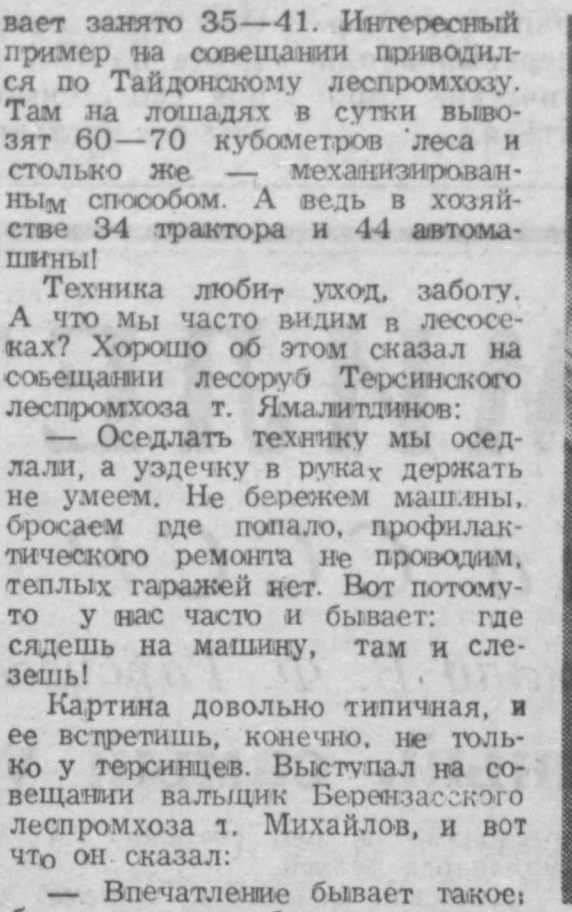 вает занято 35—41. Интересный
пример на совещании приводил-
ся по Тайдонскому леспромхозу.
Там на лошадях в сутки выво-
зят 60—70 кубометров леса и
столько же — механизирован-
ным способом. А ведь в хозяй-
стве 34 трактора и 44 автома-
шины!
Техника любит уход, заботу.
А что мы часто видим в лесосе-
ках? Хорошо об этом сказал на
совещании лесоруб Терсинского
леспромхоза т. Ямалитдинов:
— Оседлать технику мы осед-
лали, а уздечку в руках держать
не умеем. Не бережем машины,
бросаем где попало, профилак-
тического ремонта не проводим,
теплых гаражей нет. Вот потому-
то у нас часто и бывает: где
сядешь на машину, там и сле-
зешь!
Картина довольно типичная, и
ее встретишь, конечно, не толь-
ко у терсинцев. Выступал на со-
вещании вальщик Берензасского
леспромхоза т. Михайлов, и вот
что он сказал:
— Впечатление бывает такое: